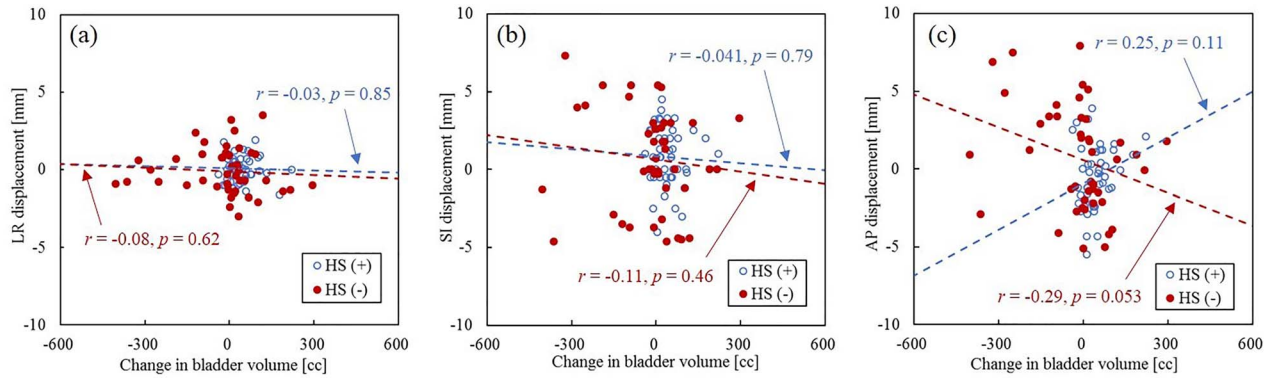 (a)
LR displacement [mm]
10
5
0
-5
-10
r = -0.03, p = 0.85
r = -0.08, p = 0.62
HS (+)
HS (-)
-600
-300
0
300
600
Change in bladder volume [cc]
(b)
SI displacement [mm]
10
5
0
-5
-10
r = -0.041, p = 0.79
r = -0.11, p = 0.46
HS (+)
HS (-)
-600
-300
0
300
600
Change in bladder volume [cc]
(c)
AP displacement [mm]
10
5
0
-5
-10
r = 0.25, p = 0.11
r = -0.29, p = 0.053
HS (+)
HS (-)
-600
-300
0
300
600
Change in bladder volume [cc]